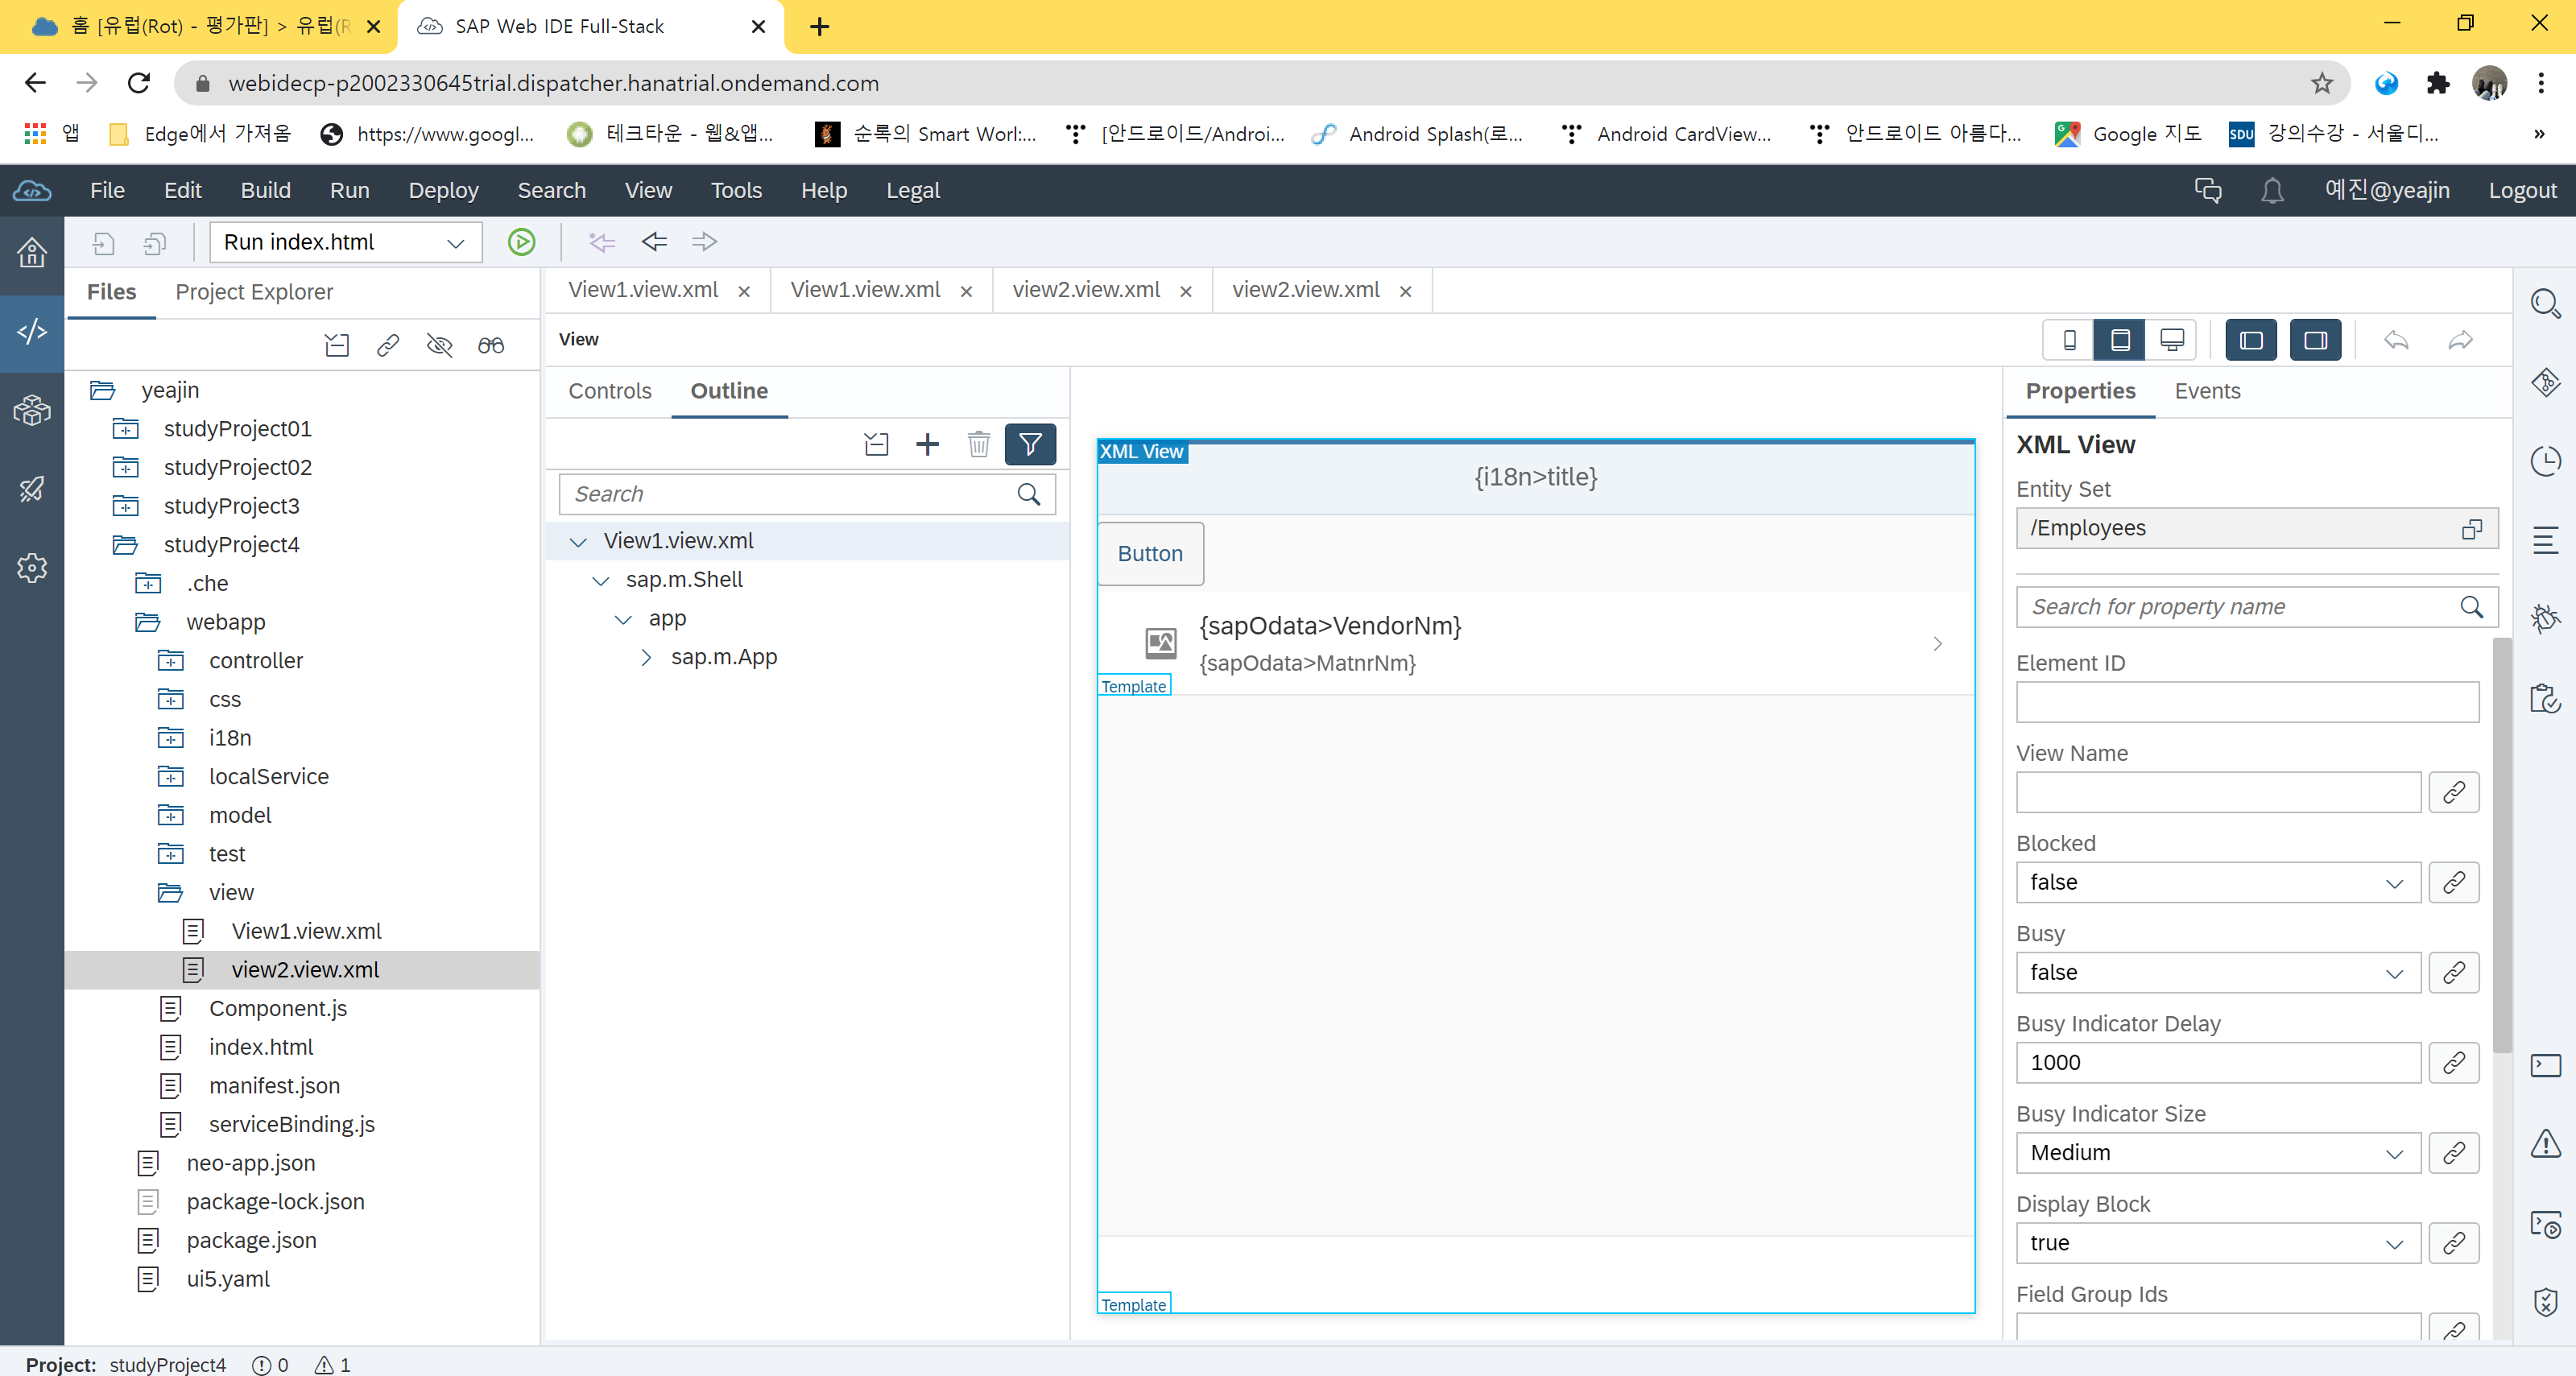 홈 [유럽(Rot) - 평가판] > 유럽(R
SAP Web IDE Full-Stack
webidecp-p2002330645trial.dispatcher.hanatrial.ondemand.com
앱
Edge에서 가져옴
https://www.googl...
테크타운 - 웹&앱...
순록의 Smart Worl:...
[안드로이드/Androi...
Android Splash(로...
Android CardView...
안드로이드 아름다...
Google 지도
SDU
강의수강 - 서울디...
»
File Edit Build Run Deploy Search View Tools Help Legal
예진@yeajin
Logout
Run index.html
Files
Project Explorer
View1.view.xml
View1.view.xml
view2.view.xml
view2.view.xml
View
yeajin
studyProject01
studyProject02
studyProject3
studyProject4
.che
webapp
controller
css
i18n
localService
model
test
view
View1.view.xml
view2.view.xml
Component.js
index.html
manifest.json
serviceBinding.js
neo-app.json
package-lock.json
package.json
ui5.yaml
Controls
Outline
Search
View1.view.xml
sap.m.Shell
app
sap.m.App
XML View
{i18n>title}
Button
{sapOdata>VendorNm}
{sapOdata>MatnrNm}
Template
Template
Properties
Events
XML View
Entity Set
/Employees
Search for property name
Element ID
View Name
Blocked
false
Busy
false
Busy Indicator Delay
1000
Busy Indicator Size
Medium
Display Block
true
Field Group Ids
Project: studyProject4
0
1